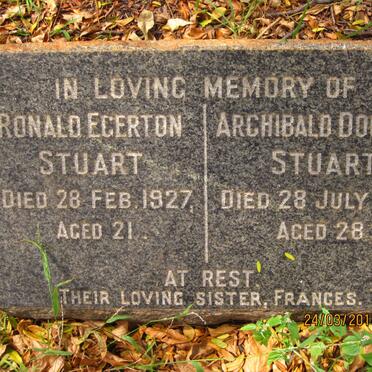 IN LOVING MEMORY OF
RONALD EGERTON
STUART
DIED 28 FEB. 1927,
AGED 21.
ARCHIBALD
STUART
DIED 28 JULY
AGED 28
AT REST.
THEIR LOVING SISTER, FRANCES.
24/03/201